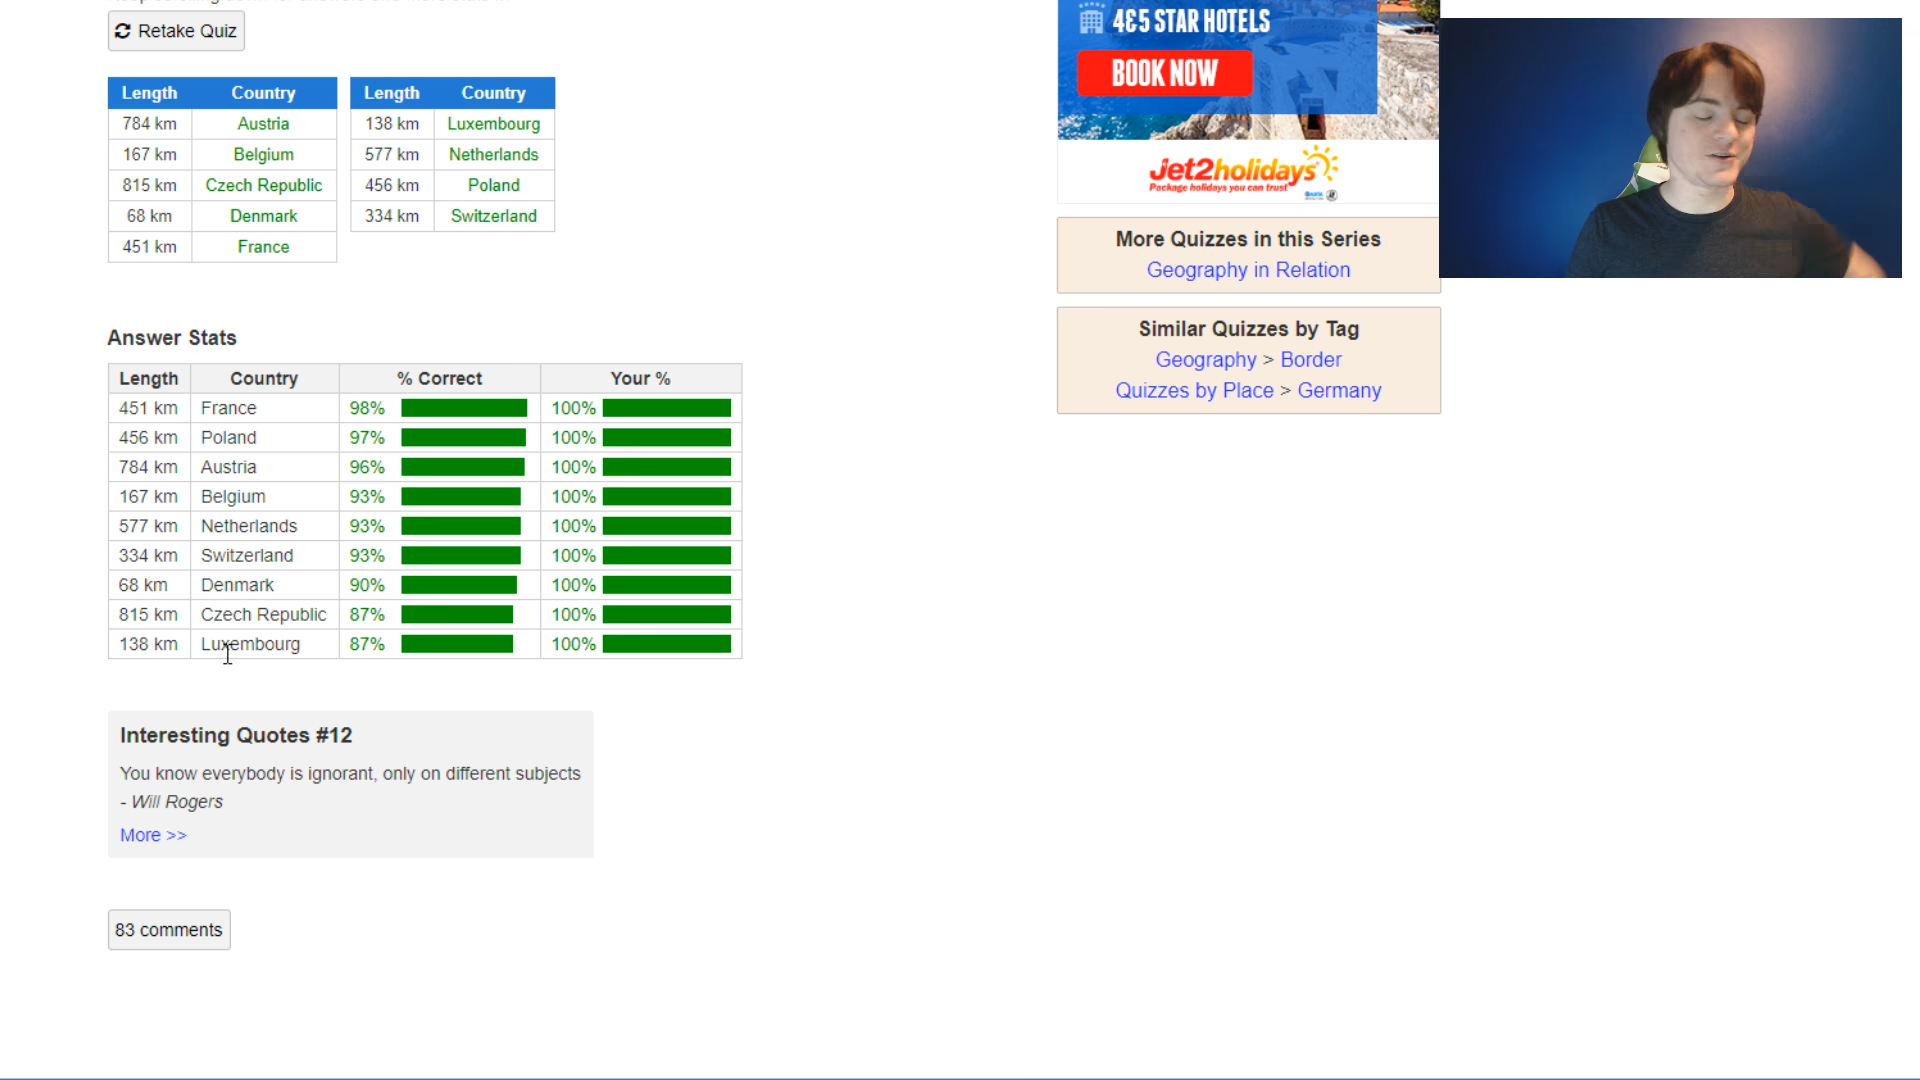 Retake Quiz
Length Country
784 km Austria
167 km Belgium
815 km Czech Republic
68 km Denmark
451 km France
Length Country
138 km Luxembourg
577 km Netherlands
456 km Poland
334 km Switzerland
Answer Stats
Length Country % Correct Your %
451 km France 98% 100%
456 km Poland 97% 100%
784 km Austria 96% 100%
167 km Belgium 93% 100%
577 km Netherlands 93% 100%
334 km Switzerland 93% 100%
68 km Denmark 90% 100%
815 km Czech Republic 87% 100%
138 km Luxembourg 87% 100%
Interesting Quotes #12
You know everybody is ignorant, only on different subjects
- Will Rogers
More >>
83 comments
4&5 STAR HOTELS
BOOK NOW
Jet2holidays
Package holidays you can trust
More Quizzes in this Series
Geography in Relation
Similar Quizzes by Tag
Geography > Border
Quizzes by Place > Germany